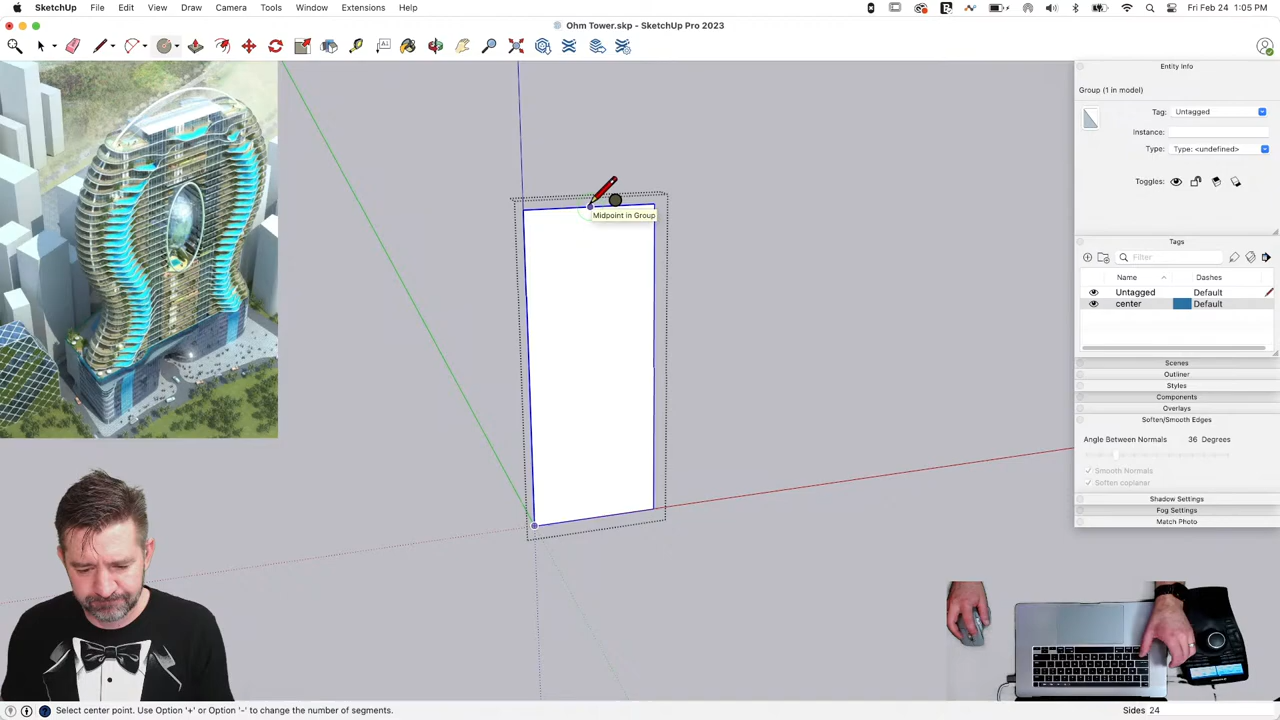 SketchUp File Edit View Draw Camera Tools Window Extensions Help
Fri Feb 24 1:05 PM
Ohm Tower.skp - SketchUp Pro 2023
Entity Info
Group (1 in model)
Tag: Untagged
Instance:
Type: Type: <undefined>
Toggles:
Midpoint in Group
Tags
Filter
Name Dashes
Untagged Default
center Default
Scenes
Outliner
Styles
Components
Overlays
Soften/Smooth Edges
Angle Between Normals 36 Degrees
Smooth Normals
Soften coplanar
Shadow Settings
Fog Settings
Match Photo
Select center point. Use Option '+' or Option '-' to change the number of segments.
Sides 24